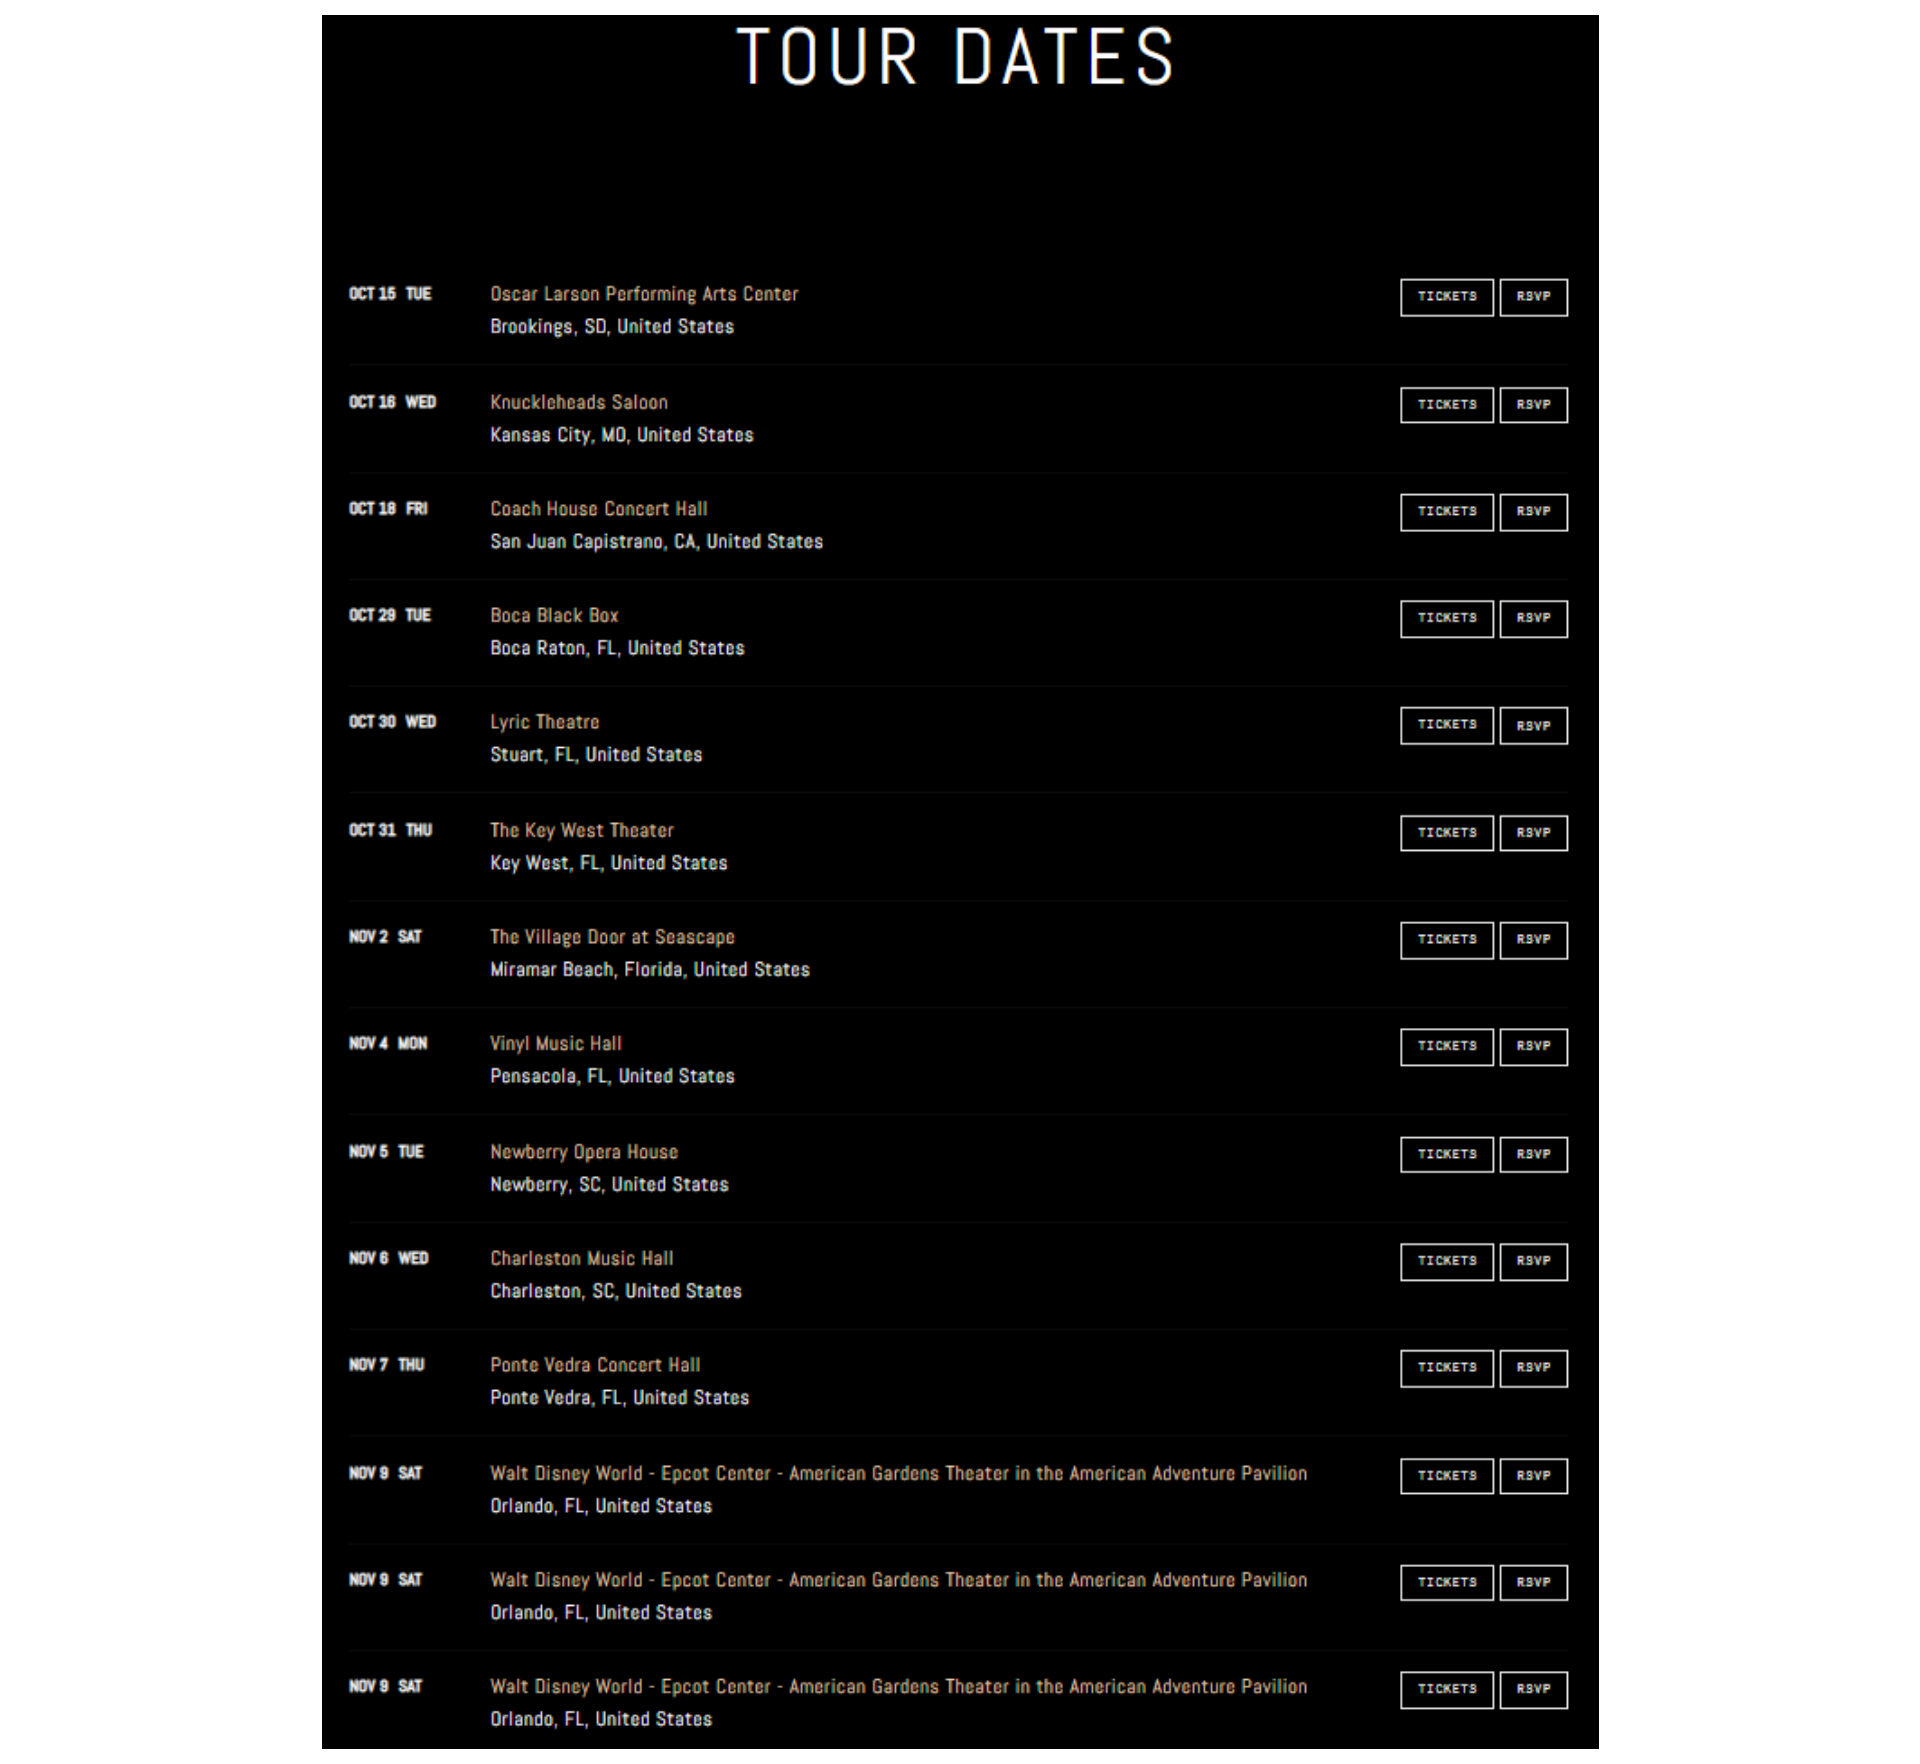 TOUR DATES
OCT 15 TUE
Oscar Larson Performing Arts Center
Brookings, SD, United States
TICKETS RSVP
OCT 16 WED
Knuckleheads Saloon
Kansas City, MO, United States
TICKETS RSVP
OCT 18 FRI
Coach House Concert Hall
San Juan Capistrano, CA, United States
TICKETS RSVP
OCT 29 TUE
Boca Black Box
Boca Raton, FL, United States
TICKETS RSVP
OCT 30 WED
Lyric Theatre
Stuart, FL, United States
TICKETS RSVP
OCT 31 THU
The Key West Theater
Key West, FL, United States
TICKETS RSVP
NOV 2 SAT
The Village Door at Seascape
Miramar Beach, Florida, United States
TICKETS RSVP
NOV 4 MON
Vinyl Music Hall
Pensacola, FL, United States
TICKETS RSVP
NOV 5 TUE
Newberry Opera House
Newberry, SC, United States
TICKETS RSVP
NOV 6 WED
Charleston Music Hall
Charleston, SC, United States
TICKETS RSVP
NOV 7 THU
Ponte Vedra Concert Hall
Ponte Vedra, FL, United States
TICKETS RSVP
NOV 9 SAT
Walt Disney World - Epcot Center - American Gardens Theater in the American Adventure Pavilion
Orlando, FL, United States
TICKETS RSVP
NOV 9 SAT
Walt Disney World - Epcot Center - American Gardens Theater in the American Adventure Pavilion
Orlando, FL, United States
TICKETS RSVP
NOV 9 SAT
Walt Disney World - Epcot Center - American Gardens Theater in the American Adventure Pavilion
Orlando, FL, United States
TICKETS RSVP